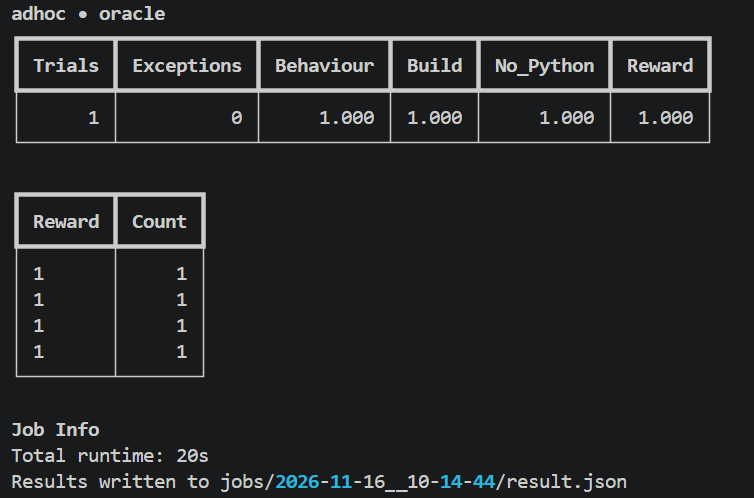 adhoc • oracle
Trials Exceptions Behaviour Build No_Python Reward
1 0 1.000 1.000 1.000 1.000
Reward Count
1 1
1 1
1 1
1 1
Job Info
Total runtime: 20s
Results written to jobs/2026-11-16__10-14-44/result.json